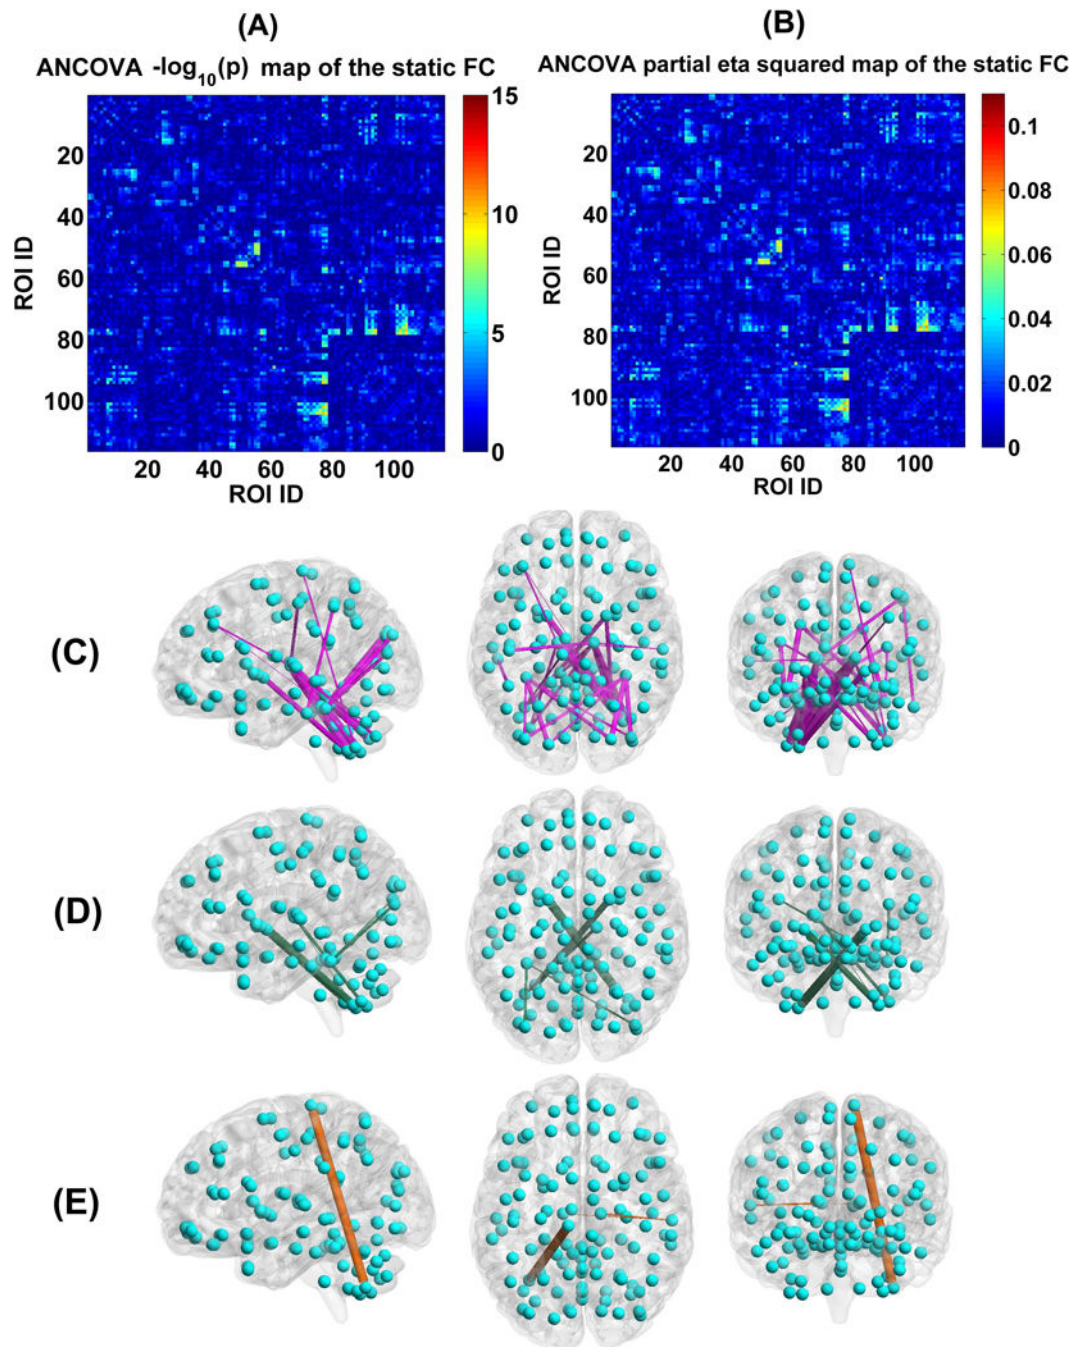 (A)
ANCOVA -log10(p) map of the static FC
15
10
5
0
20
40
60
80
100
ROI ID
20 40 60 80 100
ROI ID
(B)
ANCOVA partial eta squared map of the static FC
0.1
0.08
0.06
0.04
0.02
0
20
40
60
80
100
ROI ID
20 40 60 80 100
ROI ID
(C)
(D)
(E)